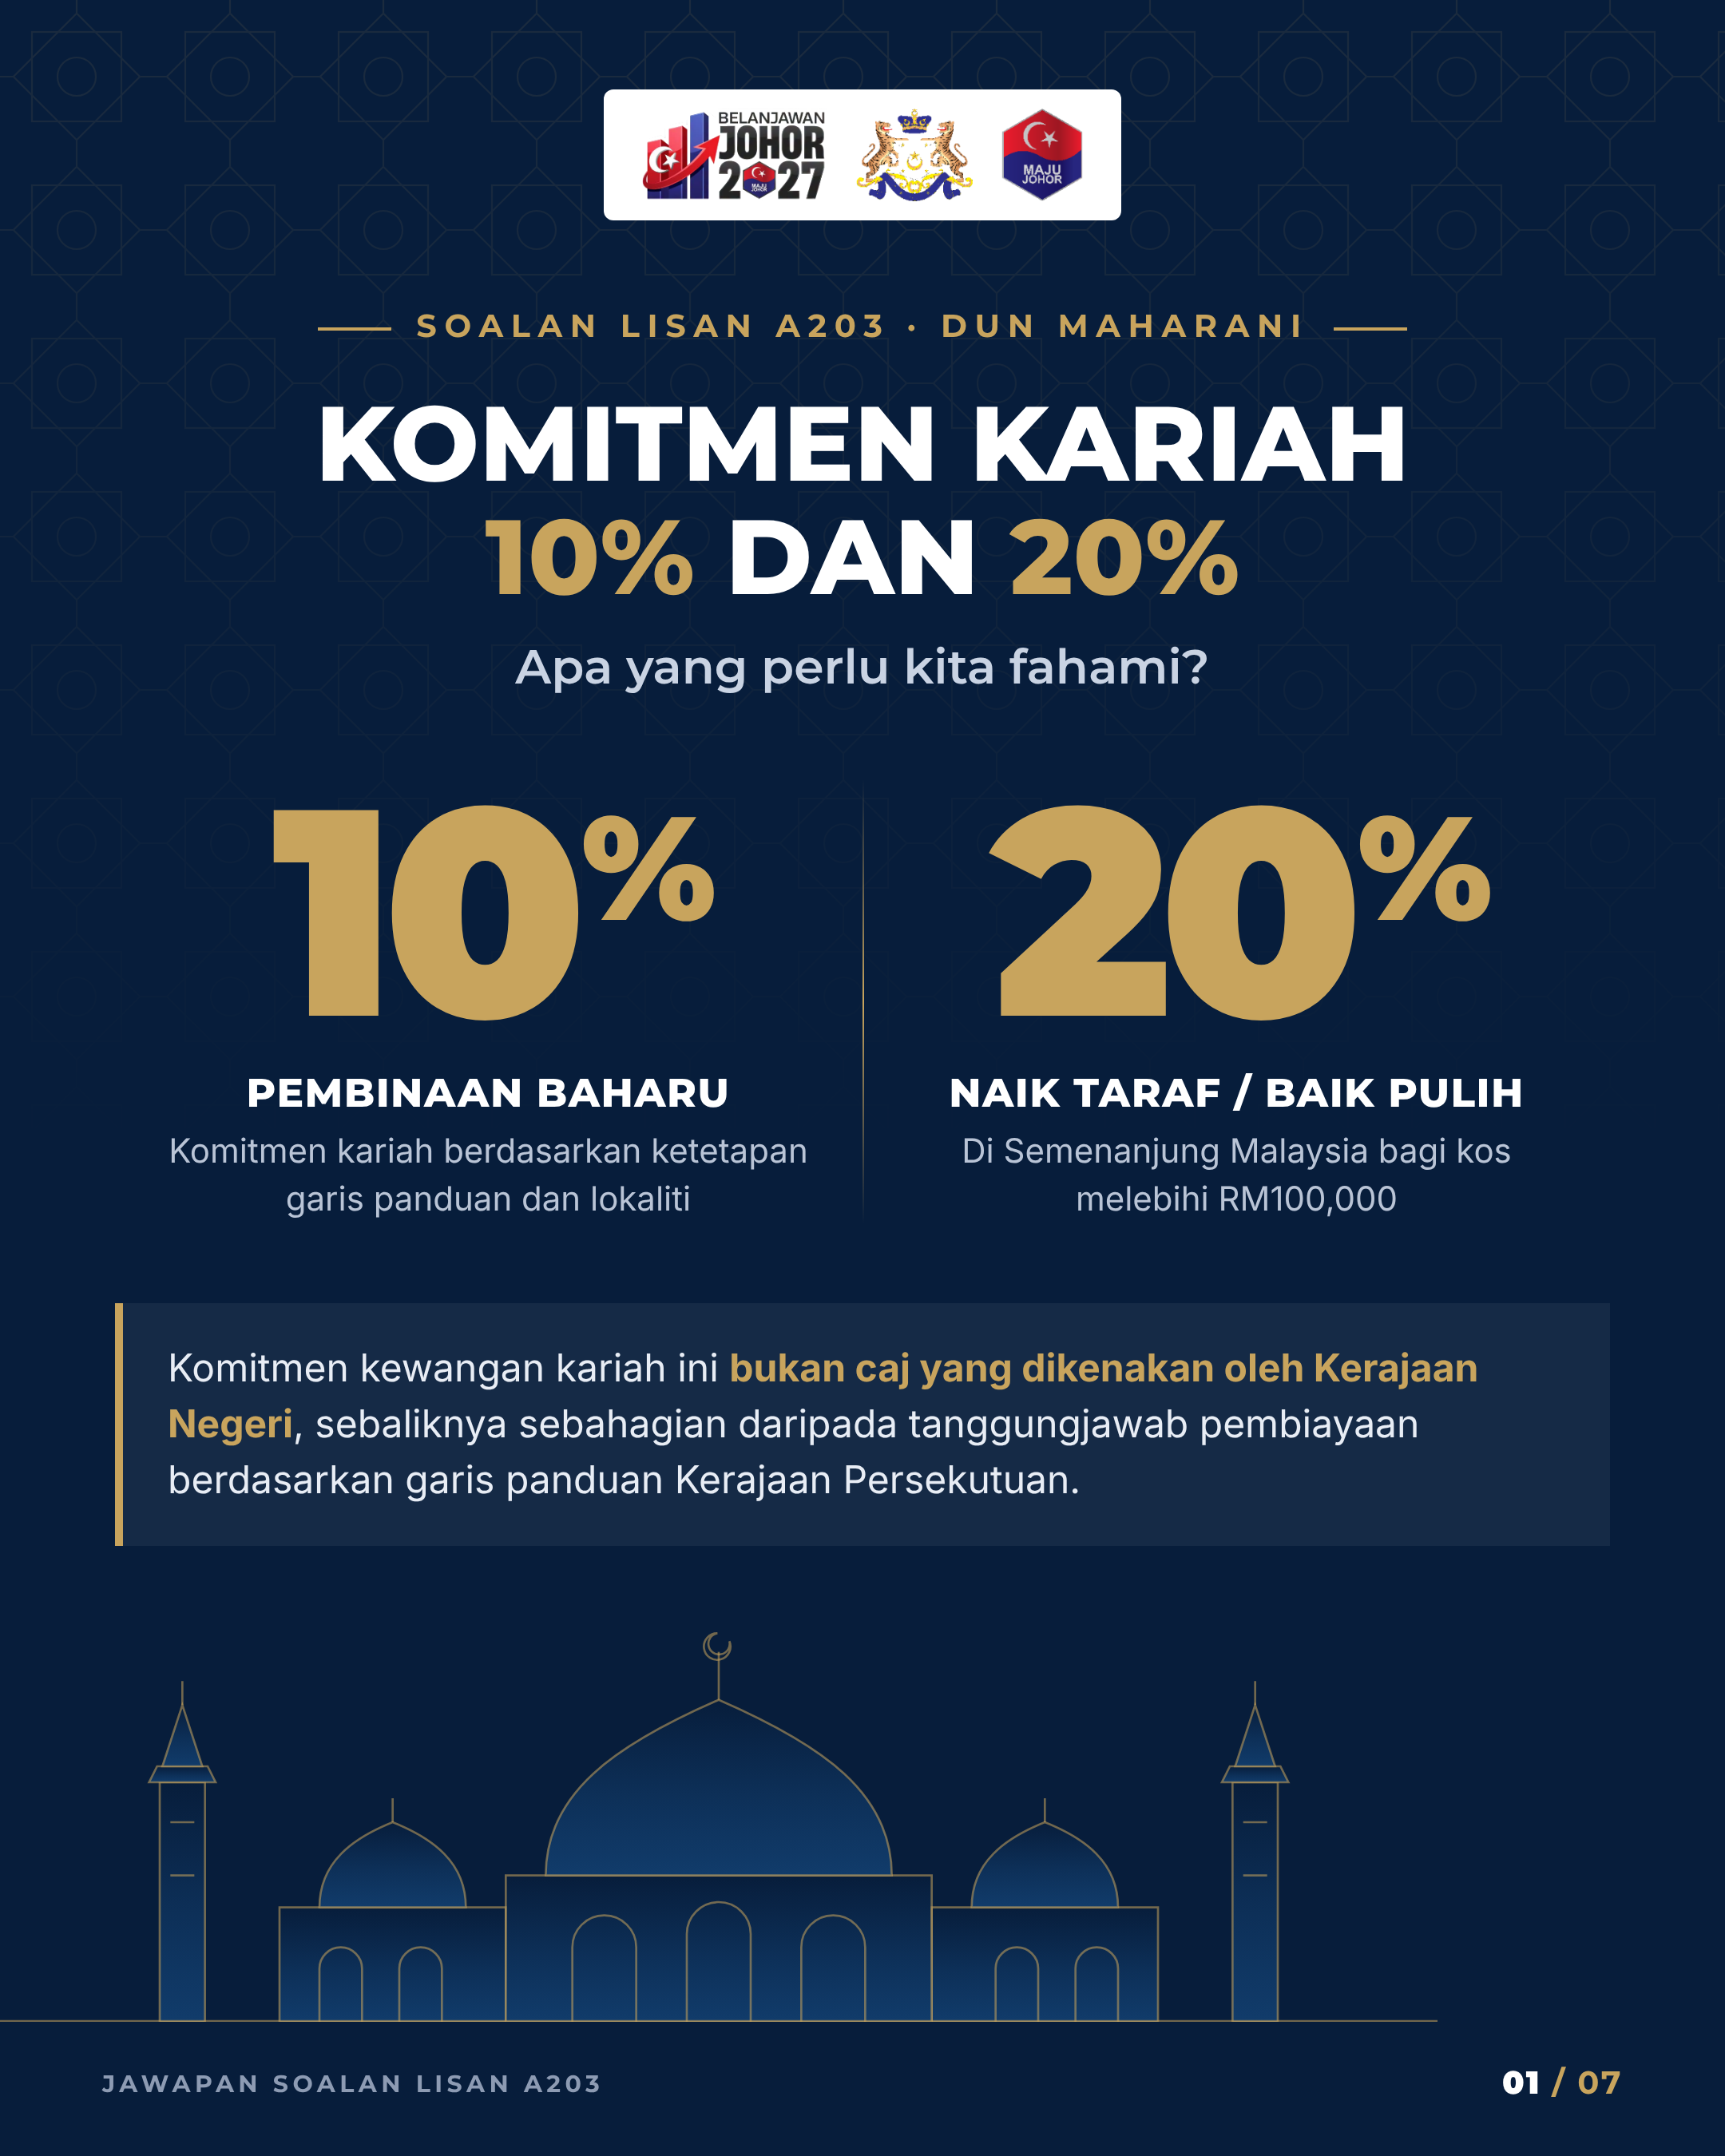 BELANJAWAN
JOHOR
2027
MAJU
JOHOR
MAJU
JOHOR
SOALAN LISAN A203 · DUN MAHARANI
KOMITMEN KARIAH
10% DAN 20%
Apa yang perlu kita fahami?
10%
PEMBINAAN BAHARU
Komitmen kariah berdasarkan ketetapan
garis panduan dan lokaliti
20%
NAIK TARAF / BAIK PULIH
Di Semenanjung Malaysia bagi kos
melebihi RM100,000
Komitmen kewangan kariah ini bukan caj yang dikenakan oleh Kerajaan
Negeri, sebaliknya sebahagian daripada tanggungjawab pembiayaan
berdasarkan garis panduan Kerajaan Persekutuan.
JAWAPAN SOALAN LISAN A203
01 / 07